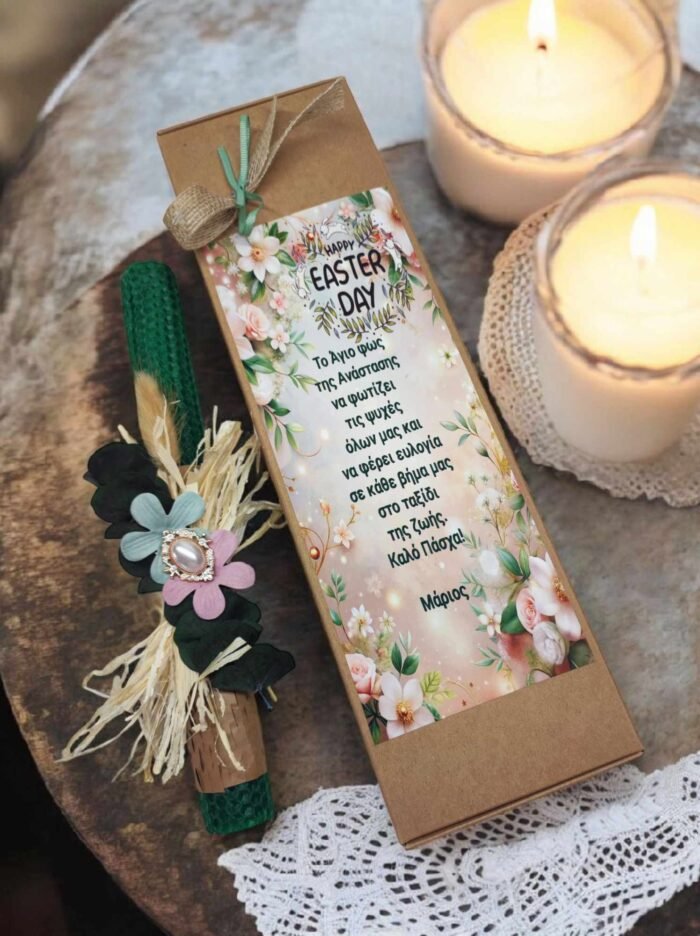 HAPPY
EASTER
DAY
Το Άγιο φως
της Ανάστασης
να φωτίζει
τις ψυχές
όλων μας και
να φέρει ευλογία
σε κάθε βήμα μας
στο ταξίδι
της ζωής.
Καλό Πάσχα!
Μάριος